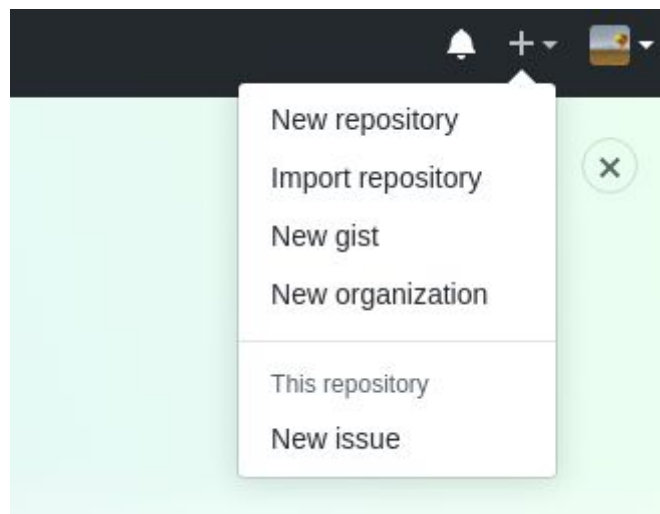 New repository
Import repository
New gist
New organization
This repository
New issue